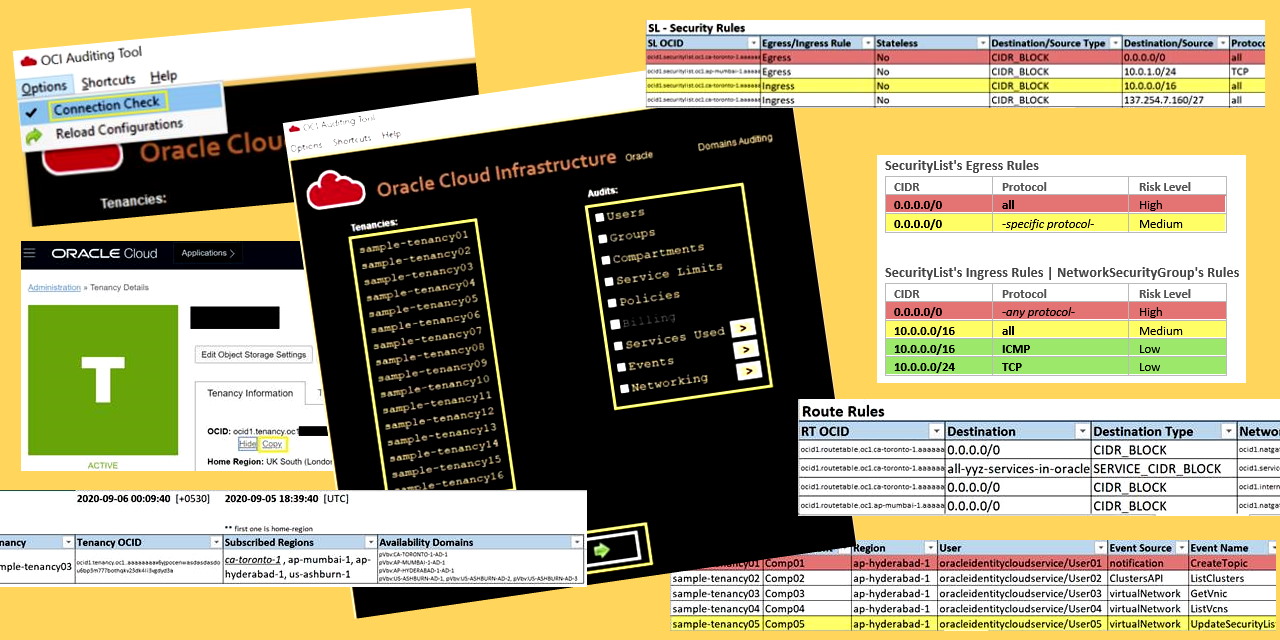 OCI Auditing Tool
Options Shortcuts Help
Connection Check
Reload Configurations
Oracle Clou
Tenancies:
ORACLE Cloud Applications
Administration » Tenancy Details
T
ACTIVE
Edit Object Storage Settings
Tenancy Information T
OCID: ocid1.tenancy.oc1
Hide Copy
Home Region: UK South (London
OCI Auditing Tool
Options Shortcuts Help
Oracle Cloud Infrastructure Oracle Domains Auditing
Tenancies:
sample-tenancy01
sample-tenancy02
sample-tenancy03
sample-tenancy04
sample-tenancy05
sample-tenancy06
sample-tenancy07
sample-tenancy08
sample-tenancy09
sample-tenancy10
sample-tenancy11
sample-tenancy12
sample-tenancy13
sample-tenancy14
sample-tenancy15
sample-tenancy16
Audits:
Users
Groups
Compartments
Service Limits
Policies
Billing
Services Used >
Events >
Networking >
SL - Security Rules
SL OCID Egress/Ingress Rule Stateless Destination/Source Type Destination/Source Protoc
ocid1.securitylist.oc1.ca-toronto-1.aaaaaa Egress No CIDR_BLOCK 0.0.0.0/0 all
ocid1.securitylist.oc1.ap-mumbai-1.aaaaaa Egress No CIDR_BLOCK 10.0.1.0/24 TCP
ocid1.securitylist.oc1.ca-toronto-1.aaaaaa Ingress No CIDR_BLOCK 10.0.0.0/16 all
ocid1.securitylist.oc1.ca-toronto-1.aaaaaa Ingress No CIDR_BLOCK 137.254.7.160/27 all
SecurityList's Egress Rules
CIDR Protocol Risk Level
0.0.0.0/0 all High
0.0.0.0/0 -specific protocol- Medium
SecurityList's Ingress Rules | NetworkSecurityGroup's Rules
CIDR Protocol Risk Level
0.0.0.0/0 -any protocol- High
10.0.0.0/16 all Medium
10.0.0.0/16 ICMP Low
10.0.0.0/24 TCP Low
Route Rules
RT OCID Destination Destination Type Netwo
ocid1.routetable.oc1.ca-toronto-1.aaaaaa 0.0.0.0/0 CIDR_BLOCK ocid1.natgat
ocid1.routetable.oc1.ca-toronto-1.aaaaaa all-yyz-services-in-oracle SERVICE_CIDR_BLOCK ocid1.servic
ocid1.routetable.oc1.ca-toronto-1.aaaaaa 0.0.0.0/0 CIDR_BLOCK ocid1.intern
ocid1.routetable.oc1.ap-mumbai-1.aaaaaa 0.0.0.0/0 CIDR_BLOCK ocid1.natga
2020-09-06 00:09:40 [+0530] 2020-09-05 18:39:40 [UTC]
** first one is home-region
nancy Tenancy OCID Subscribed Regions Availability Domains
mple-tenancy03 ca-toronto-1 , ap-mumbai-1, ap-
hyderabad-1, us-ashburn-1
pVbv:CA-TORONTO-1-AD-1
pVbv:AP-MUMBAI-1-AD-1
pVbv:AP-HYDERABAD-1-AD-1
pVbv:US-ASHBURN-AD-1, pVbv:US-ASHBURN-AD-2, pVbv:US-ASHBURN-AD-3
Region User Event Source Event Name
Comp01 ap-hyderabad-1 oracleidentitycloudservice/User01 notification CreateTopic
sample-tenancy02 Comp02 ap-hyderabad-1 oracleidentitycloudservice/User02 ClustersAPI ListClusters
sample-tenancy03 Comp03 ap-hyderabad-1 oracleidentitycloudservice/User03 virtualNetwork GetVnic
sample-tenancy04 Comp04 ap-hyderabad-1 oracleidentitycloudservice/User04 virtualNetwork ListVcns
sample-tenancy05 Comp05 ap-hyderabad-1 oracleidentitycloudservice/User05 virtualNetwork UpdateSecurityLis